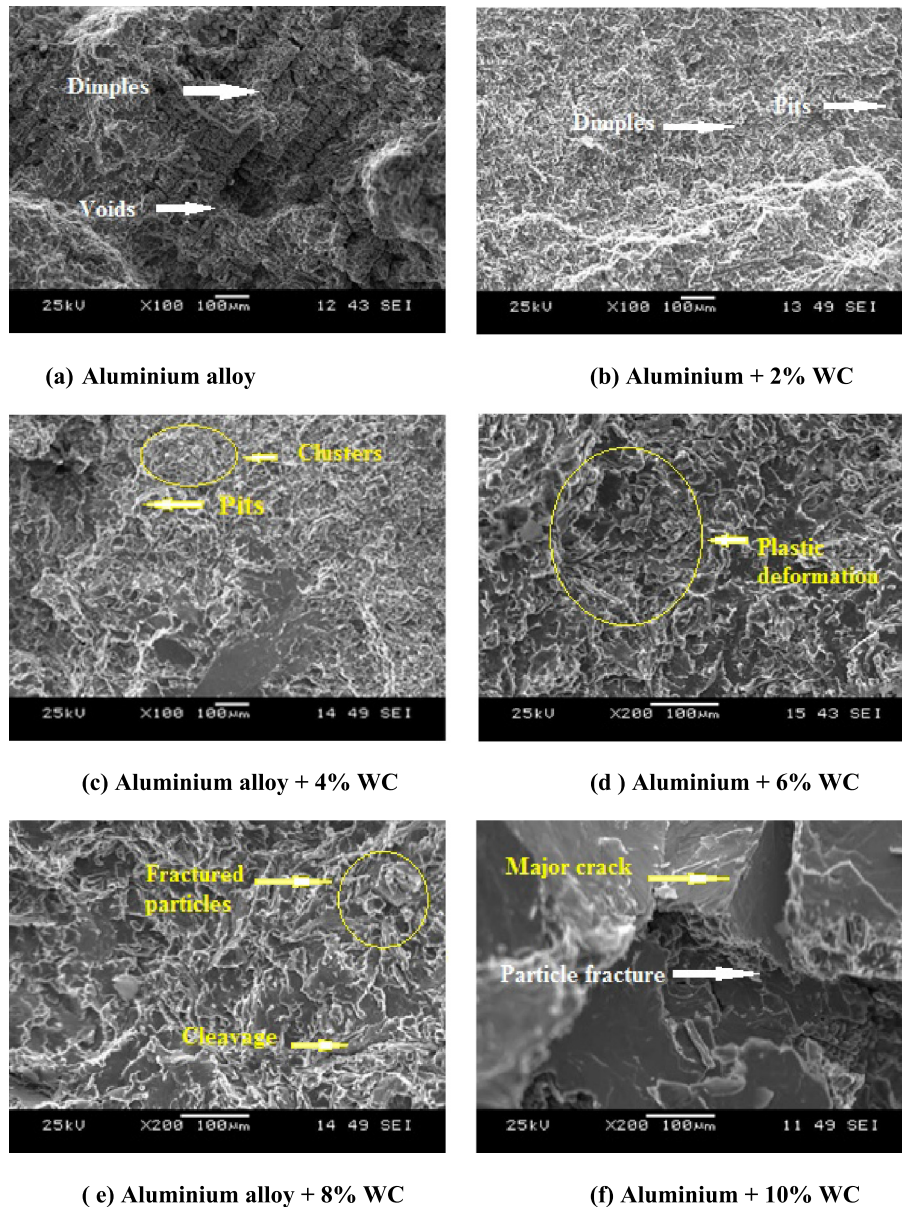 Dimples
Voids
25kV X100 100µm 12 43 SEI
Pits
Dimples
25kV X100 100µm 13 49 SEI
(a) Aluminium alloy
(b) Aluminium + 2% WC
Clusters
Pits
25kV X100 100µm 14 49 SEI
Plastic
deformation
25kV X200 100µm 15 43 SEI
(c) Aluminium alloy + 4% WC
(d ) Aluminium + 6% WC
Fractured
particles
Cleavage
25kV X200 100µm 14 49 SEI
Major crack
Particle fracture
25kV X200 100µm 11 49 SEI
( e) Aluminium alloy + 8% WC
(f) Aluminium + 10% WC